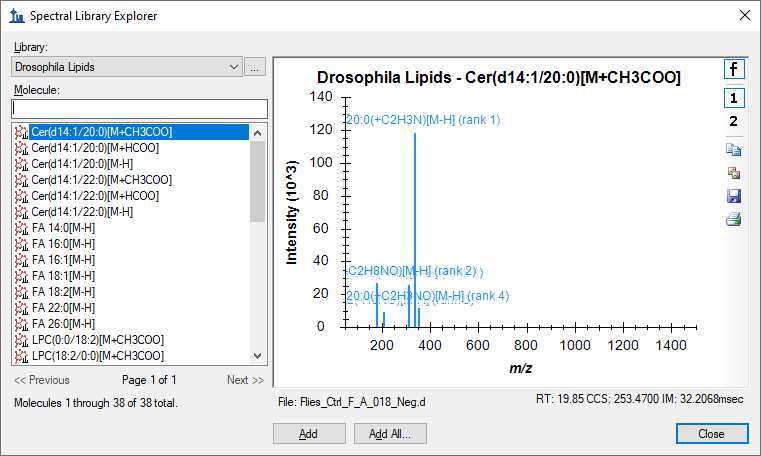 Spectral Library Explorer
Library:
Drosophila Lipids
...
Molecule:
Cer(d14:1/20:0)[M+CH3COO]
Cer(d14:1/20:0)[M+HCOO]
Cer(d14:1/20:0)[M-H]
Cer(d14:1/22:0)[M+CH3COO]
Cer(d14:1/22:0)[M+HCOO]
Cer(d14:1/22:0)[M-H]
FA 14:0[M-H]
FA 16:0[M-H]
FA 16:1[M-H]
FA 18:1[M-H]
FA 18:2[M-H]
FA 22:0[M-H]
FA 26:0[M-H]
LPC(0:0/18:2)[M+CH3COO]
LPC(18:2/0:0)[M+CH3COO]
<< Previous Page 1 of 1 Next >>
Molecules 1 through 38 of 38 total.
Drosophila Lipids - Cer(d14:1/20:0)[M+CH3COO]
140
120
100
80
60
40
20
0
Intensity (10^3)
20:0(+C2H3N)[M-H] (rank 1)
C2H8NO)[M-H] (rank 2)
20:0(+C2H3NO)[M-H] (rank 4)
200 400 600 800 1000 1200 1400
m/z
f
1
2
File: Flies_Ctrl_F_A_018_Neg.d
RT: 19.85 CCS: 253.4700 IM: 32.2068msec
Add
Add All...
Close